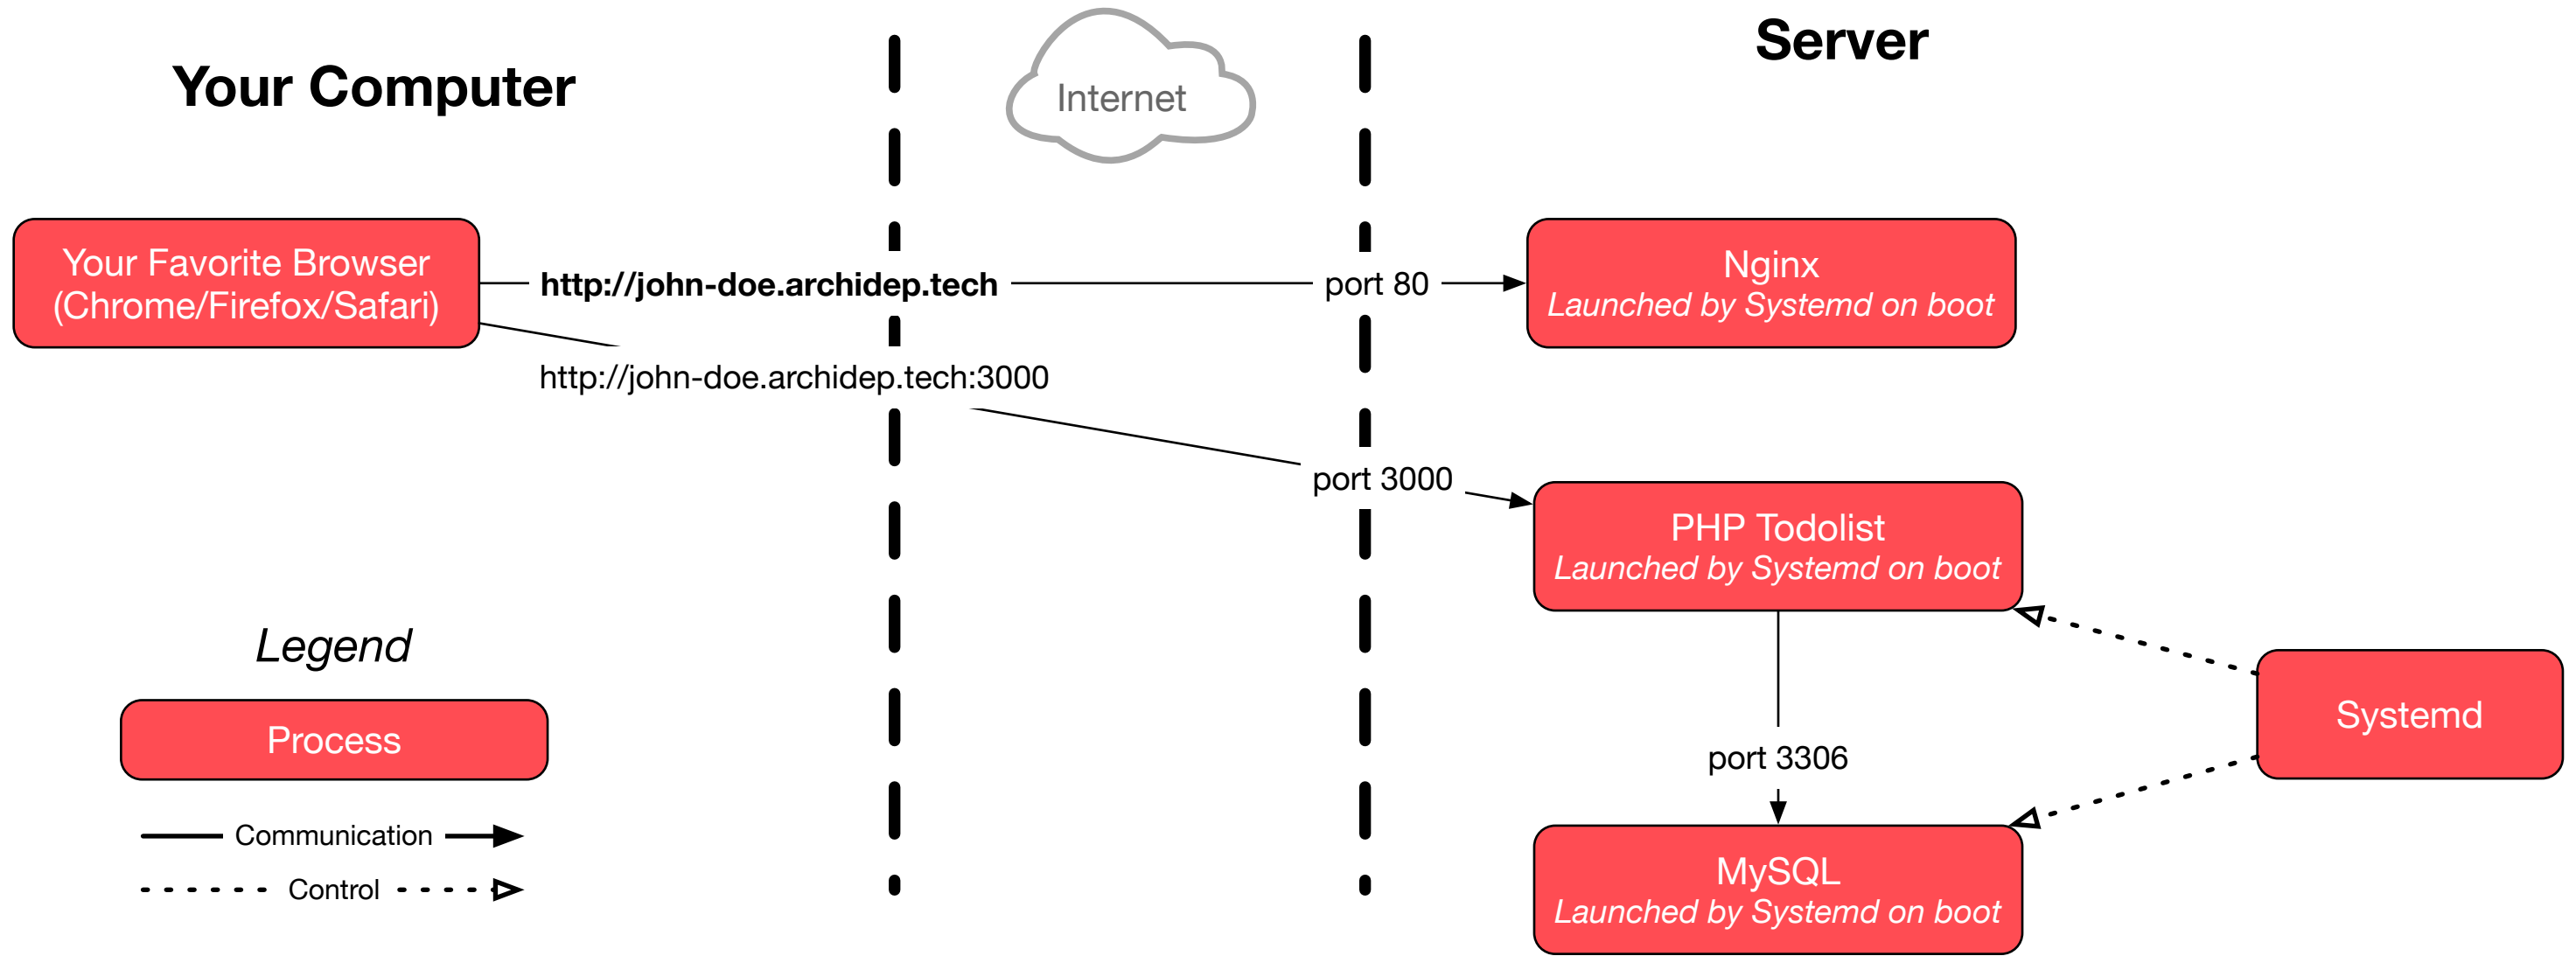 Your Computer
Internet
Server
Your Favorite Browser
(Chrome/Firefox/Safari)
http://john-doe.archidep.tech
port 80
Nginx
Launched by Systemd on boot
http://john-doe.archidep.tech:3000
port 3000
PHP Todolist
Launched by Systemd on boot
Systemd
port 3306
MySQL
Launched by Systemd on boot
Legend
Process
Communication
Control